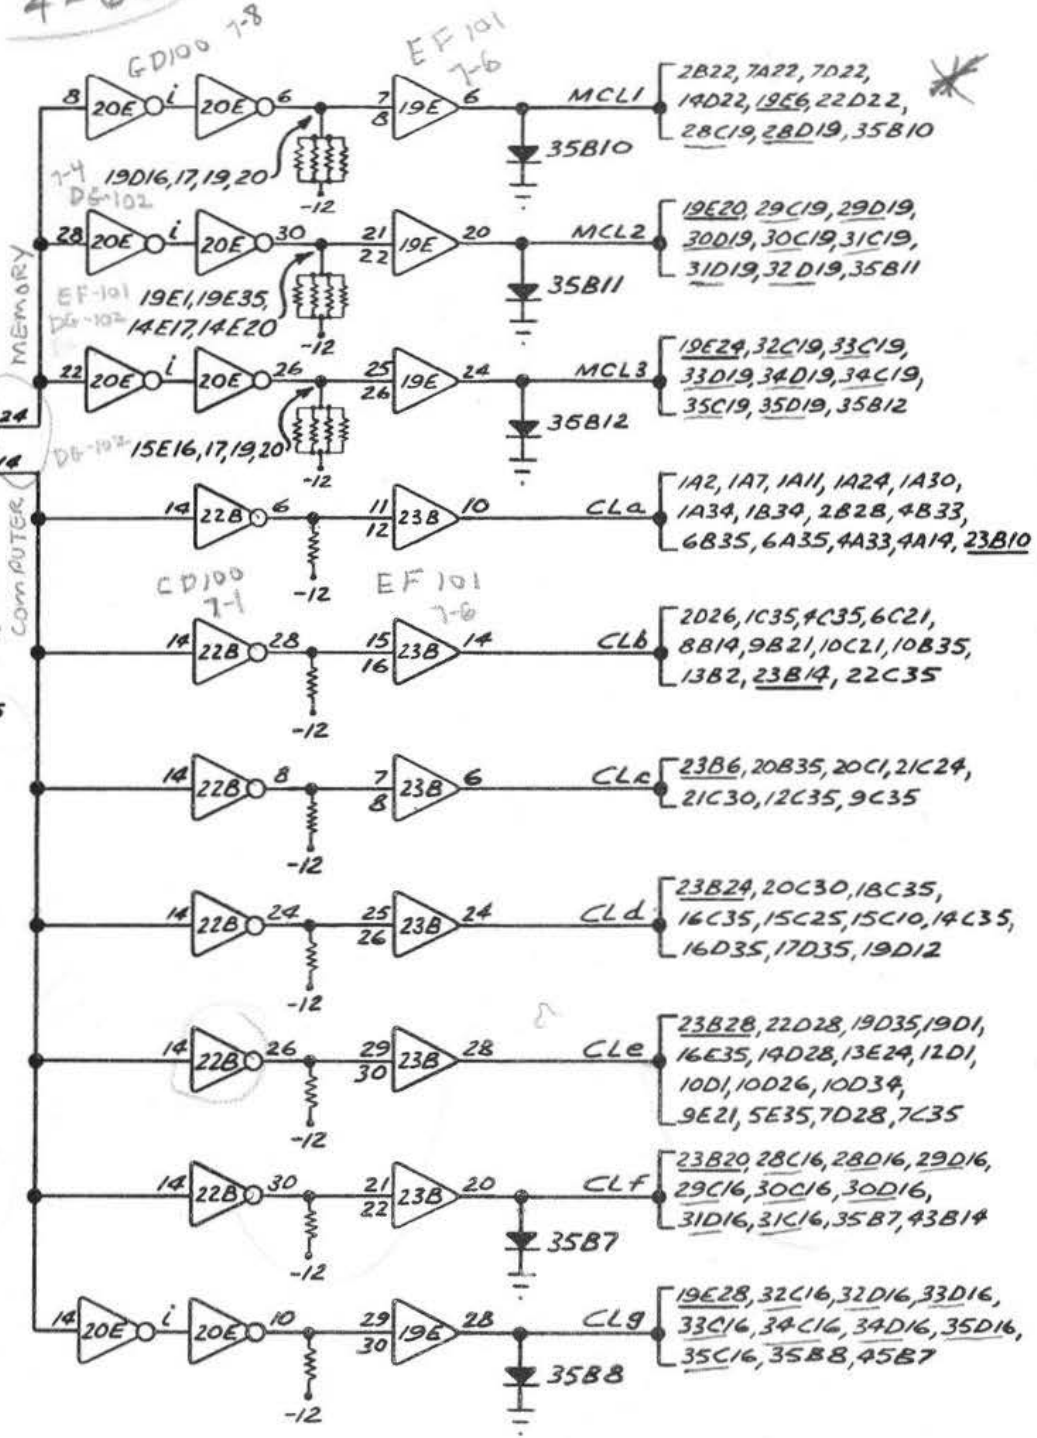 GD100 7-8
EF101
7-6
8 20E i 20E 6 7 8 19E 6 MCL1
2B22, 7A22, 7D22,
14D22, 19E6, 22D22,
28C19, 28D19, 35B10
35B10
19D16,17,19,20
-12
7-4
DG-102
28 20E i 20E 30 21 22 19E 20 MCL2
19E20, 29C19, 29D19,
30D19, 30C19, 31C19,
31D19, 32D19, 35B11
35B11
EF-101
DG-102
19E1,19E35,
14E17,14E20
-12
MEMORY
22 20E i 20E 26 25 26 19E 24 MCL3
19E24, 32C19, 33C19,
33D19, 34D19, 34C19,
35C19, 35D19, 35B12
35B12
24
DG-102
15E16,17,19,20
-12
14
COMPUTER
14 22B 6 11 12 23B 10 CLa
1A2, 1A7, 1A11, 1A24, 1A30,
1A34, 1B34, 2B28, 4B33,
6B35, 6A35, 4A33, 4A14, 23B10
-12
CD100
7-1
EF101
7-6
14 22B 28 15 16 23B 14 CLb
2D26, 1C35, 4C35, 6C21,
8B14, 9B21, 10C21, 10B35,
13B2, 23B14, 22C35
-12
14 22B 8 7 8 23B 6 CLc
23B6, 20B35, 20C1, 21C24,
21C30, 12C35, 9C35
-12
14 22B 24 25 26 23B 24 CLd
23B24, 20C30, 18C35,
16C35, 15C25, 15C10, 14C35,
16D35, 17D35, 19D12
-12
14 22B 26 29 30 23B 28 CLe
23B28, 22D28, 19D35, 19D1,
16E35, 14D28, 13E24, 12D1,
10D1, 10D26, 10D34,
9E21, 5E35, 7D28, 7C35
-12
14 22B 30 21 22 23B 20 CLf
23B20, 28C16, 28D16, 29D16,
29C16, 30C16, 30D16,
31D16, 31C16, 35B7, 43B14
35B7
-12
14 20E i 20E 10 29 30 19E 28 CLg
19E28, 32C16, 32D16, 33D16,
33C16, 34C16, 34D16, 35D16,
35C16, 35B8, 45B7
35B8
-12